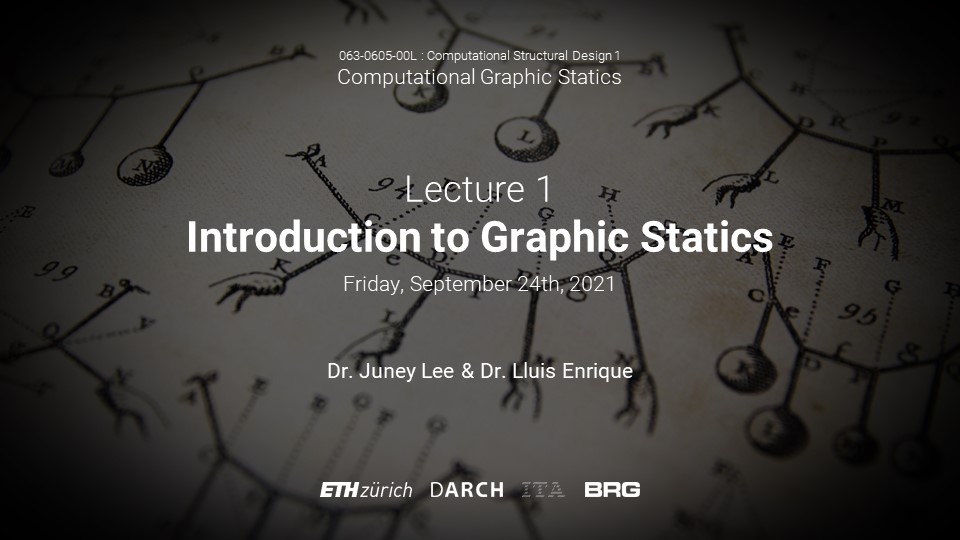 063-0605-00L : Computational Structural Design 1
Computational Graphic Statics
Lecture 1
Introduction to Graphic Statics
Friday, September 24th, 2021
Dr. Juney Lee & Dr. Lluis Enrique
ETH zürich DARCH ITA BRG